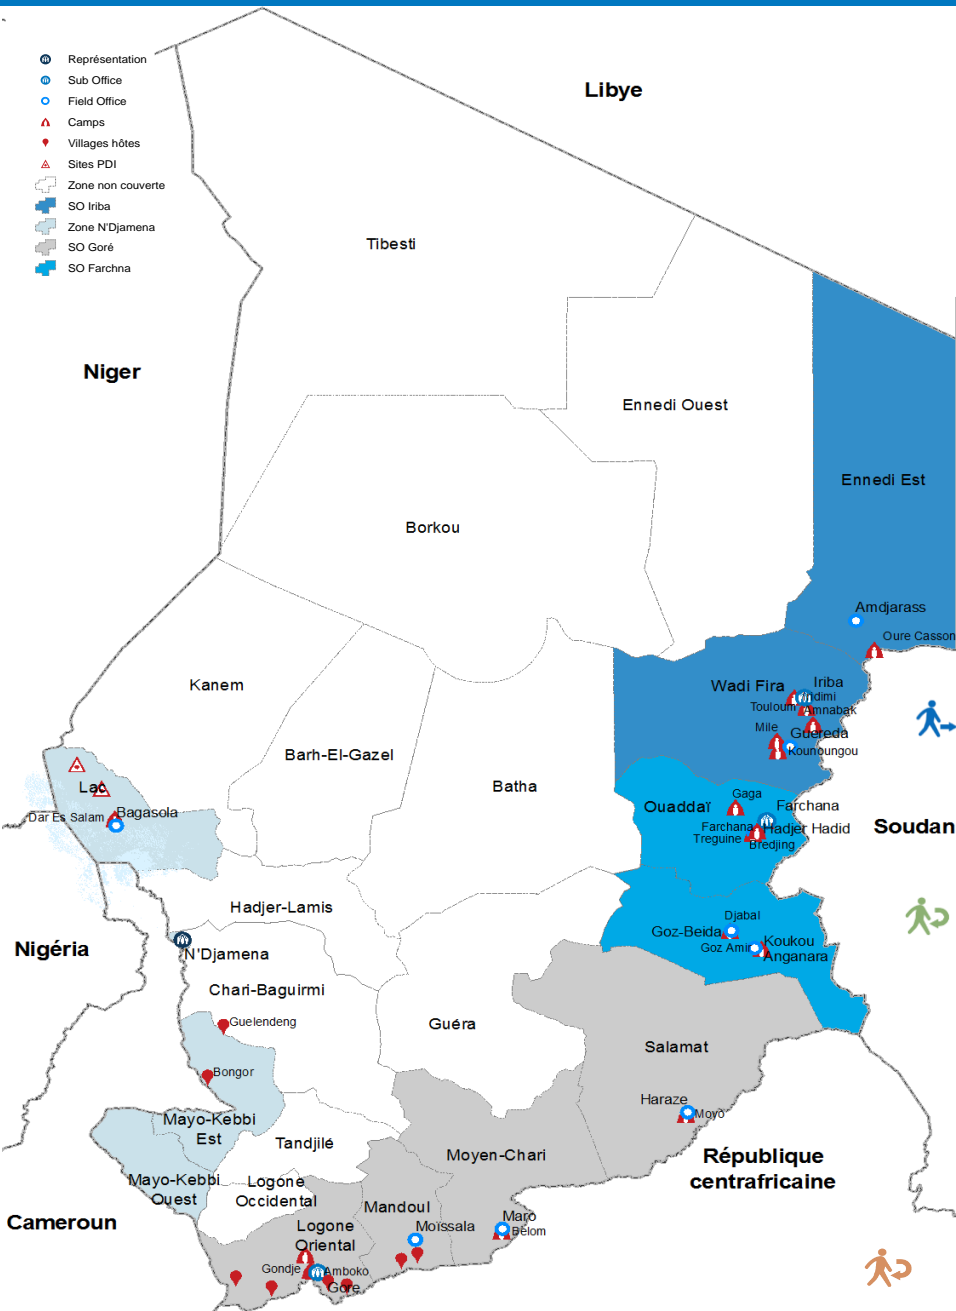 Représentation
Sub Office
Field Office
Camps
Villages hôtes
Sites PDI
Zone non couverte
SO Iriba
Zone N'Djamena
SO Goré
SO Farchna
Libye
Tibesti
Niger
Ennedi Ouest
Ennedi Est
Borkou
Amdjarass
Oure Casson
Kanem
Wadi Fira
Iriba
Touloum
Amnabak
Mile
Guereda
Kounoungou
Barh-El-Gazel
Batha
Lac
Bagasola
Dar Es Salam
Gaga
Ouaddaï
Farchana
Farchana
Hadjer Hadid
Treguine
Bredjing
Soudan
Hadjer-Lamis
Djabal
Goz-Beida
Koukou
Goz Amir
Anganara
Nigéria
N'Djamena
Chari-Baguirmi
Guelendeng
Guéra
Salamat
Bongor
Haraze
Moyo
Mayo-Kebbi
Est
Tandjilé
Moyen-Chari
République
centrafricaine
Mayo-Kebbi
Ouest
Logone
Occidental
Mandoul
Cameroun
Logone
Oriental
Moïssala
Maro
Belom
Gondje
Amboko
Gore